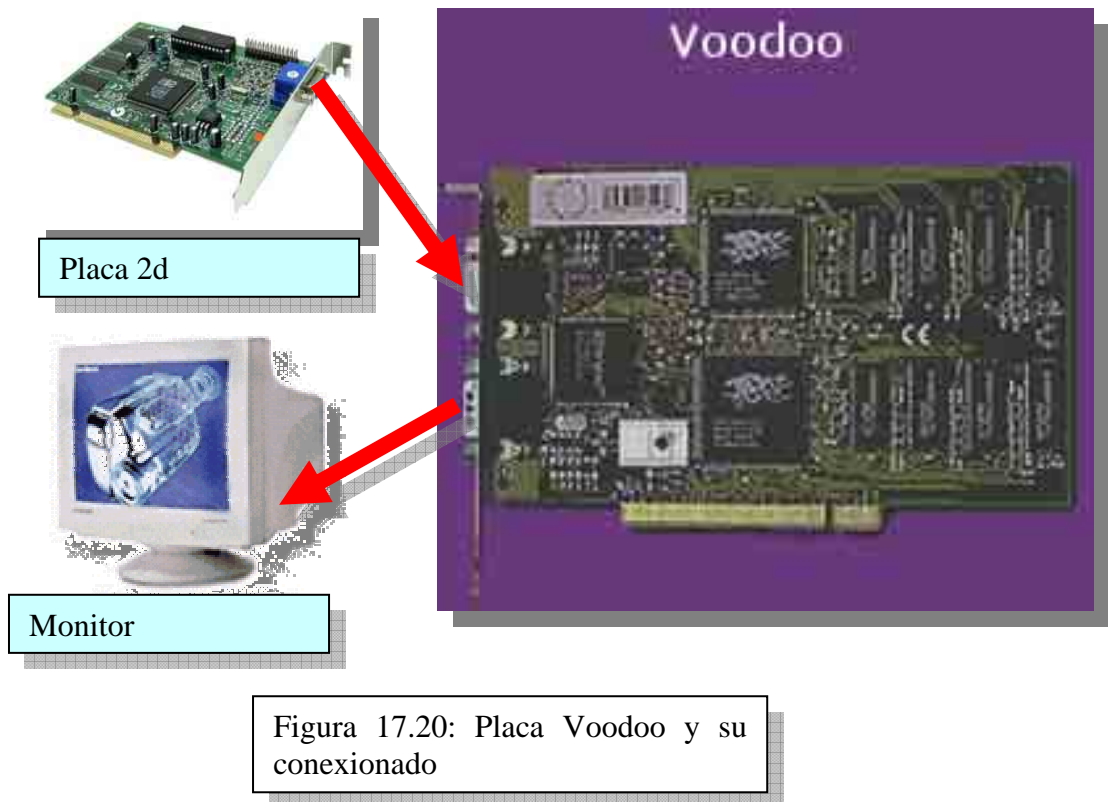 Voodoo
Placa 2d
Monitor
Figura 17.20: Placa Voodoo y su
conexionado